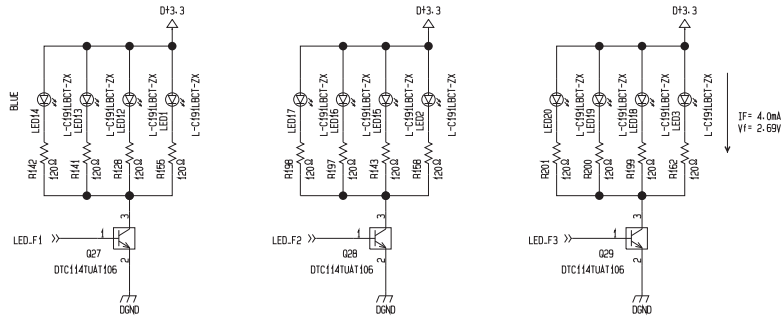 D+3.3
D+3.3
D+3.3
BLUE
LED14
L-C191LBCT-ZX
LED13
L-C191LBCT-ZX
LED12
L-C191LBCT-ZX
LED1
L-C191LBCT-ZX
LED17
L-C191LBCT-ZX
LED16
L-C191LBCT-ZX
LED15
L-C191LBCT-ZX
LED2
L-C191LBCT-ZX
LED20
L-C191LBCT-ZX
LED19
L-C191LBCT-ZX
LED18
L-C191LBCT-ZX
LED3
L-C191LBCT-ZX
IF= 4.0mA
Vf= 2.69V
R142
120Ω
R141
120Ω
R128
120Ω
R155
120Ω
R198
120Ω
R197
120Ω
R143
120Ω
R158
120Ω
R201
120Ω
R200
120Ω
R199
120Ω
R162
120Ω
LED_F1
1
3
2
Q27
DTC114TUAT106
DGND
LED_F2
1
3
2
Q28
DTC114TUAT106
DGND
LED_F3
1
3
2
Q29
DTC114TUAT106
DGND